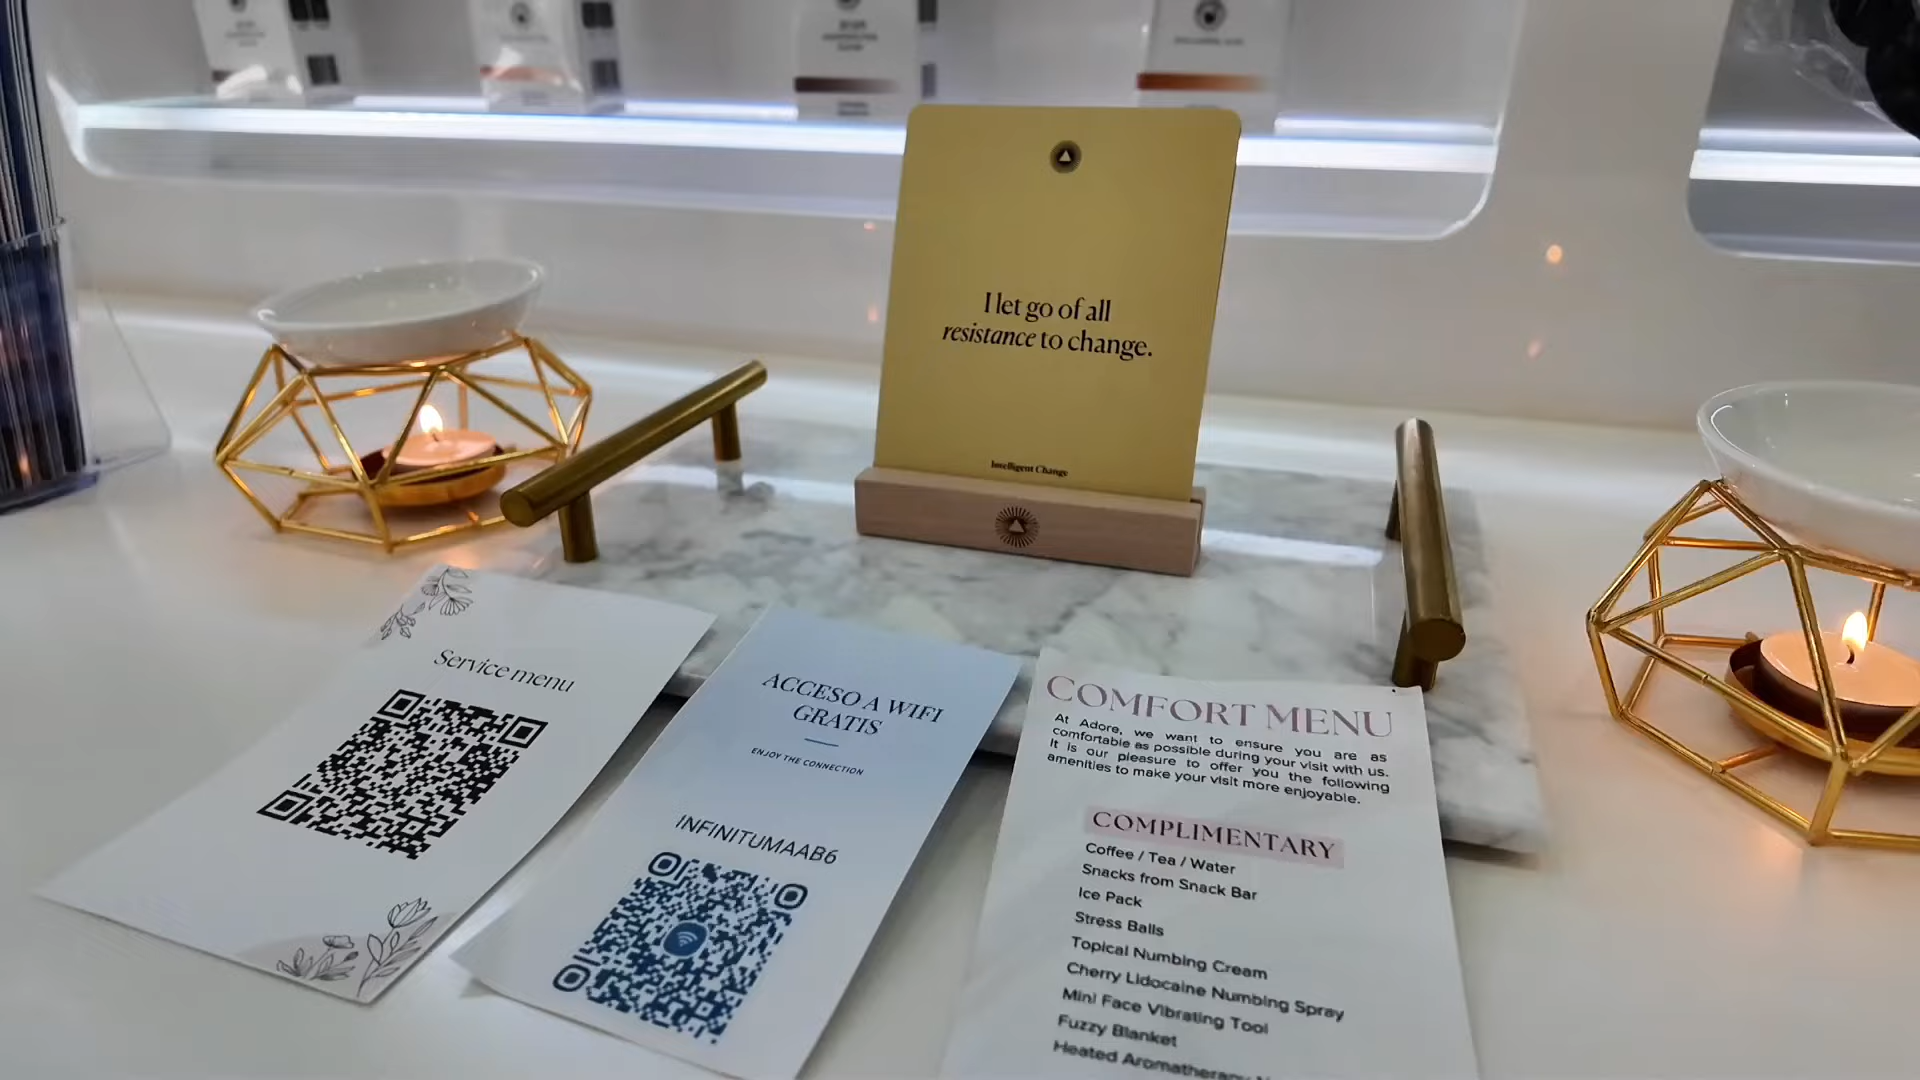 I let go of all
resistance to change.
Intelligent Change
Service menu
ACCESO A WIFI
GRATIS
ENJOY THE CONNECTION
INFINITUMAAB6
COMFORT MENU
At Adore, we want to ensure you are as
comfortable as possible during your visit with us.
It is our pleasure to offer you the following
amenities to make your visit more enjoyable.
COMPLIMENTARY
Coffee / Tea / Water
Snacks from Snack Bar
Ice Pack
Stress Balls
Topical Numbing Cream
Cherry Lidocaine Numbing Spray
Mini Face Vibrating Tool
Fuzzy Blanket
Heated Aromatherapy